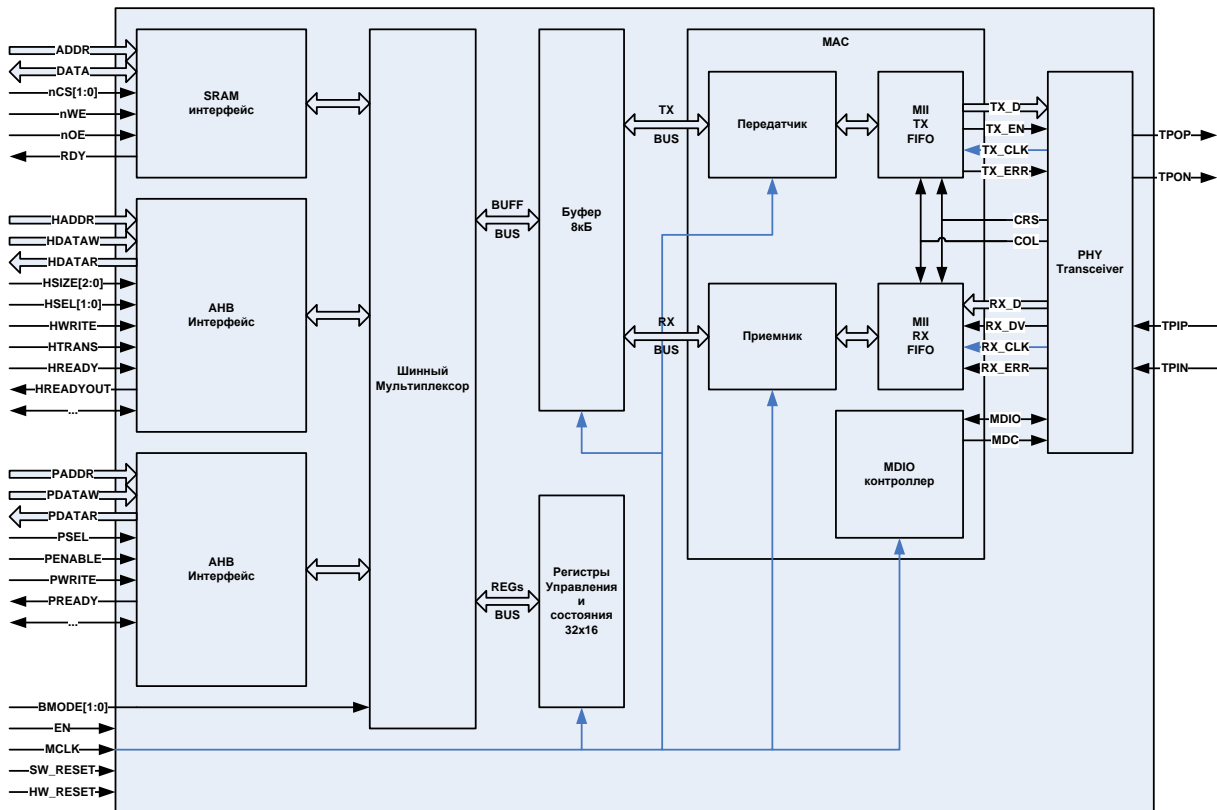 ADDR
DATA
nCS[1:0]
nWE
nOE
RDY
SRAM
интерфейс
HADDR
HDATAW
HDATAR
HSIZE[2:0]
HSEL[1:0]
HWRITE
HTRANS
HREADY
HREADYOUT
...
AHB
Интерфейс
PADDR
PDATAW
PDATAR
PSEL
PENABLE
PWRITE
PREADY
...
AHB
Интерфейс
BMODE[1:0]
EN
MCLK
SW_RESET
HW_RESET
Шинный
Мультиплексор
BUFF
BUS
REGs
BUS
Буфер
8кБ
Регистры
Управления
и
состояния
32x16
TX
BUS
RX
BUS
MAC
Передатчик
MII
TX
FIFO
Приемник
MII
RX
FIFO
MDIO
контроллер
TX_D
TX_EN
TX_CLK
TX_ERR
CRS
COL
RX_D
RX_DV
RX_CLK
RX_ERR
MDIO
MDC
PHY
Transceiver
TPOP
TPON
TPIP
TPIN